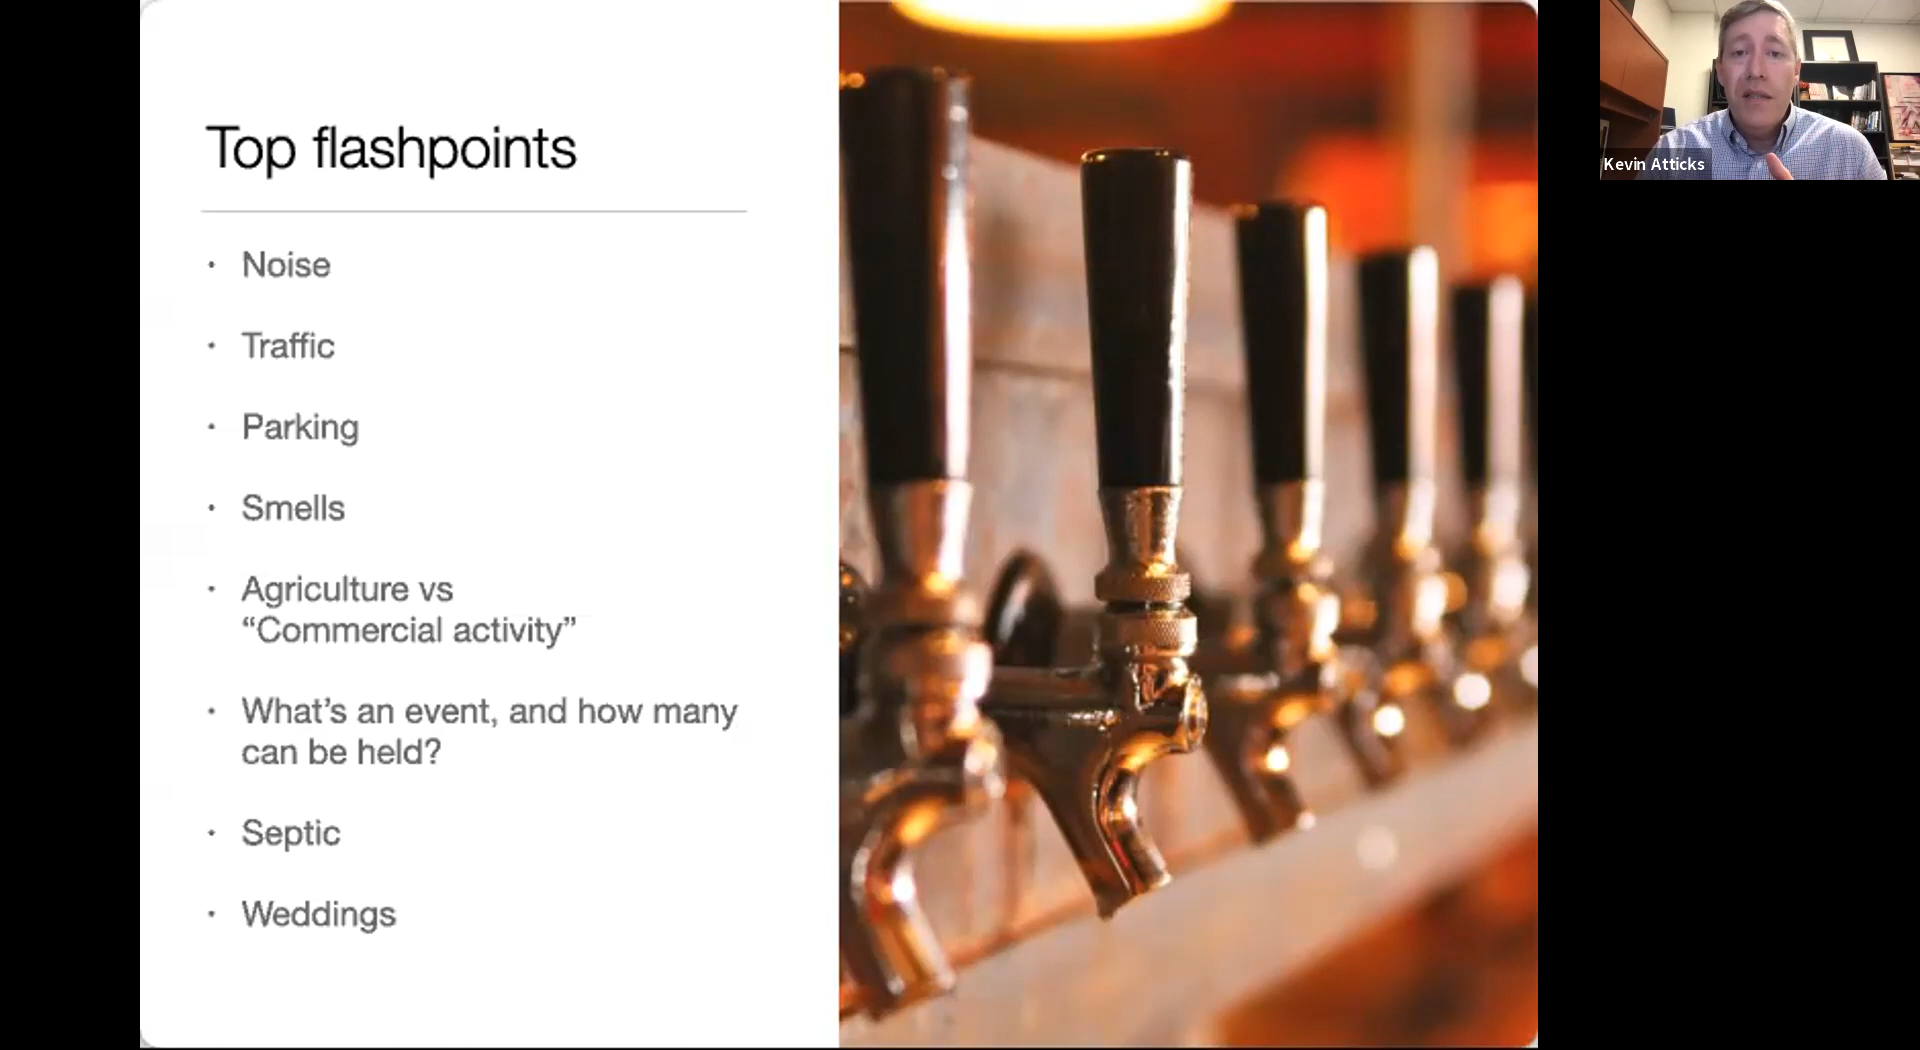 Top flashpoints
• Noise
• Traffic
• Parking
• Smells
• Agriculture vs
“Commercial activity”
• What’s an event, and how many
can be held?
• Septic
• Weddings
Kevin Atticks